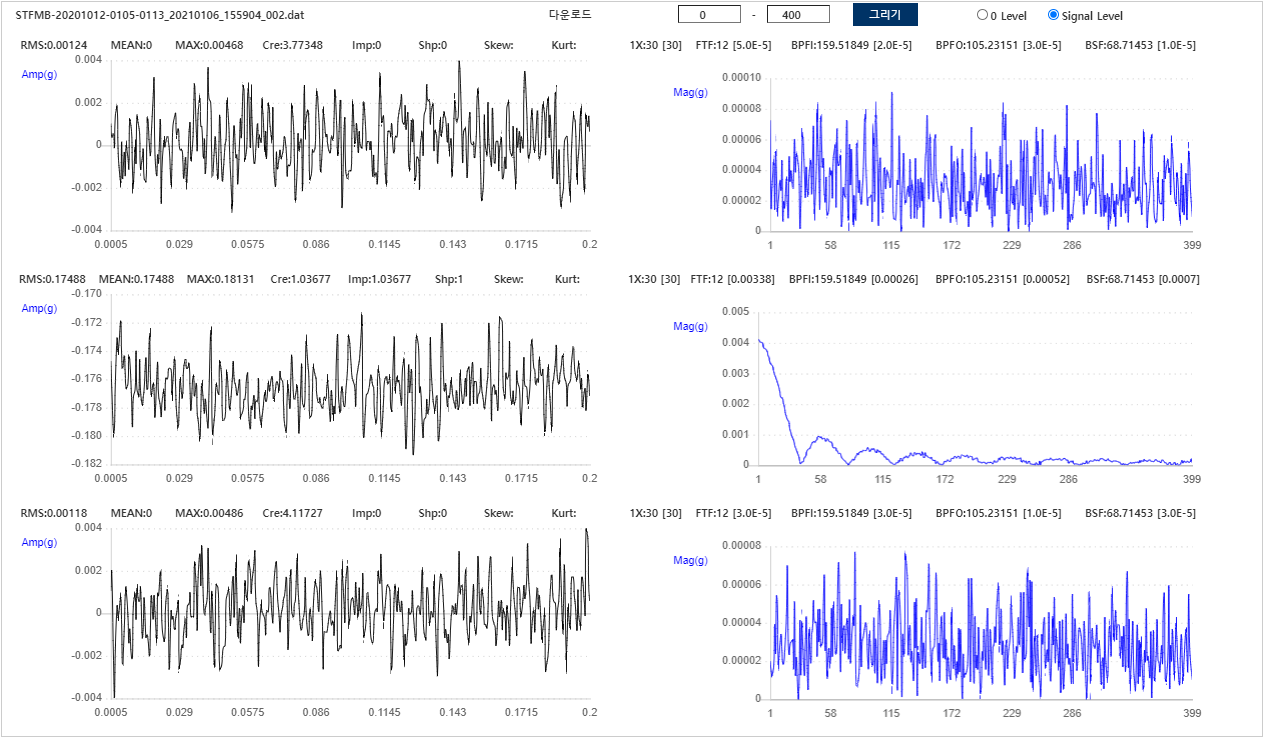 STFMB-20201012-0105-0113_20210106_155904_002.dat 다운로드 0 - 400 그리기 0 Level Signal Level
RMS:0.00124 MEAN:0 MAX:0.00468 Cre:3.77348 Imp:0 Shp:0 Skew: Kurt:
Amp(g)
0.004
0.002
0
-0.002
-0.004
0.0005 0.029 0.0575 0.086 0.1145 0.143 0.1715 0.2
1X:30 [30] FTF:12 [5.0E-5] BPFI:159.51849 [2.0E-5] BPFO:105.23151 [3.0E-5] BSF:68.71453 [1.0E-5]
Mag(g)
0.00010
0.00008
0.00006
0.00004
0.00002
0
1 58 115 172 229 286 399
RMS:0.17488 MEAN:0.17488 MAX:0.18131 Cre:1.03677 Imp:1.03677 Shp:1 Skew: Kurt:
Amp(g)
-0.170
-0.172
-0.174
-0.176
-0.178
-0.180
-0.182
0.0005 0.029 0.0575 0.086 0.1145 0.143 0.1715 0.2
1X:30 [30] FTF:12 [0.00338] BPFI:159.51849 [0.00026] BPFO:105.23151 [0.00052] BSF:68.71453 [0.0007]
Mag(g)
0.005
0.004
0.003
0.002
0.001
0
1 58 115 172 229 286 399
RMS:0.00118 MEAN:0 MAX:0.00486 Cre:4.11727 Imp:0 Shp:0 Skew: Kurt:
Amp(g)
0.004
0.002
0
-0.002
-0.004
0.0005 0.029 0.0575 0.086 0.1145 0.143 0.1715 0.2
1X:30 [30] FTF:12 [3.0E-5] BPFI:159.51849 [3.0E-5] BPFO:105.23151 [1.0E-5] BSF:68.71453 [3.0E-5]
Mag(g)
0.00008
0.00006
0.00004
0.00002
0
1 58 115 172 229 286 399